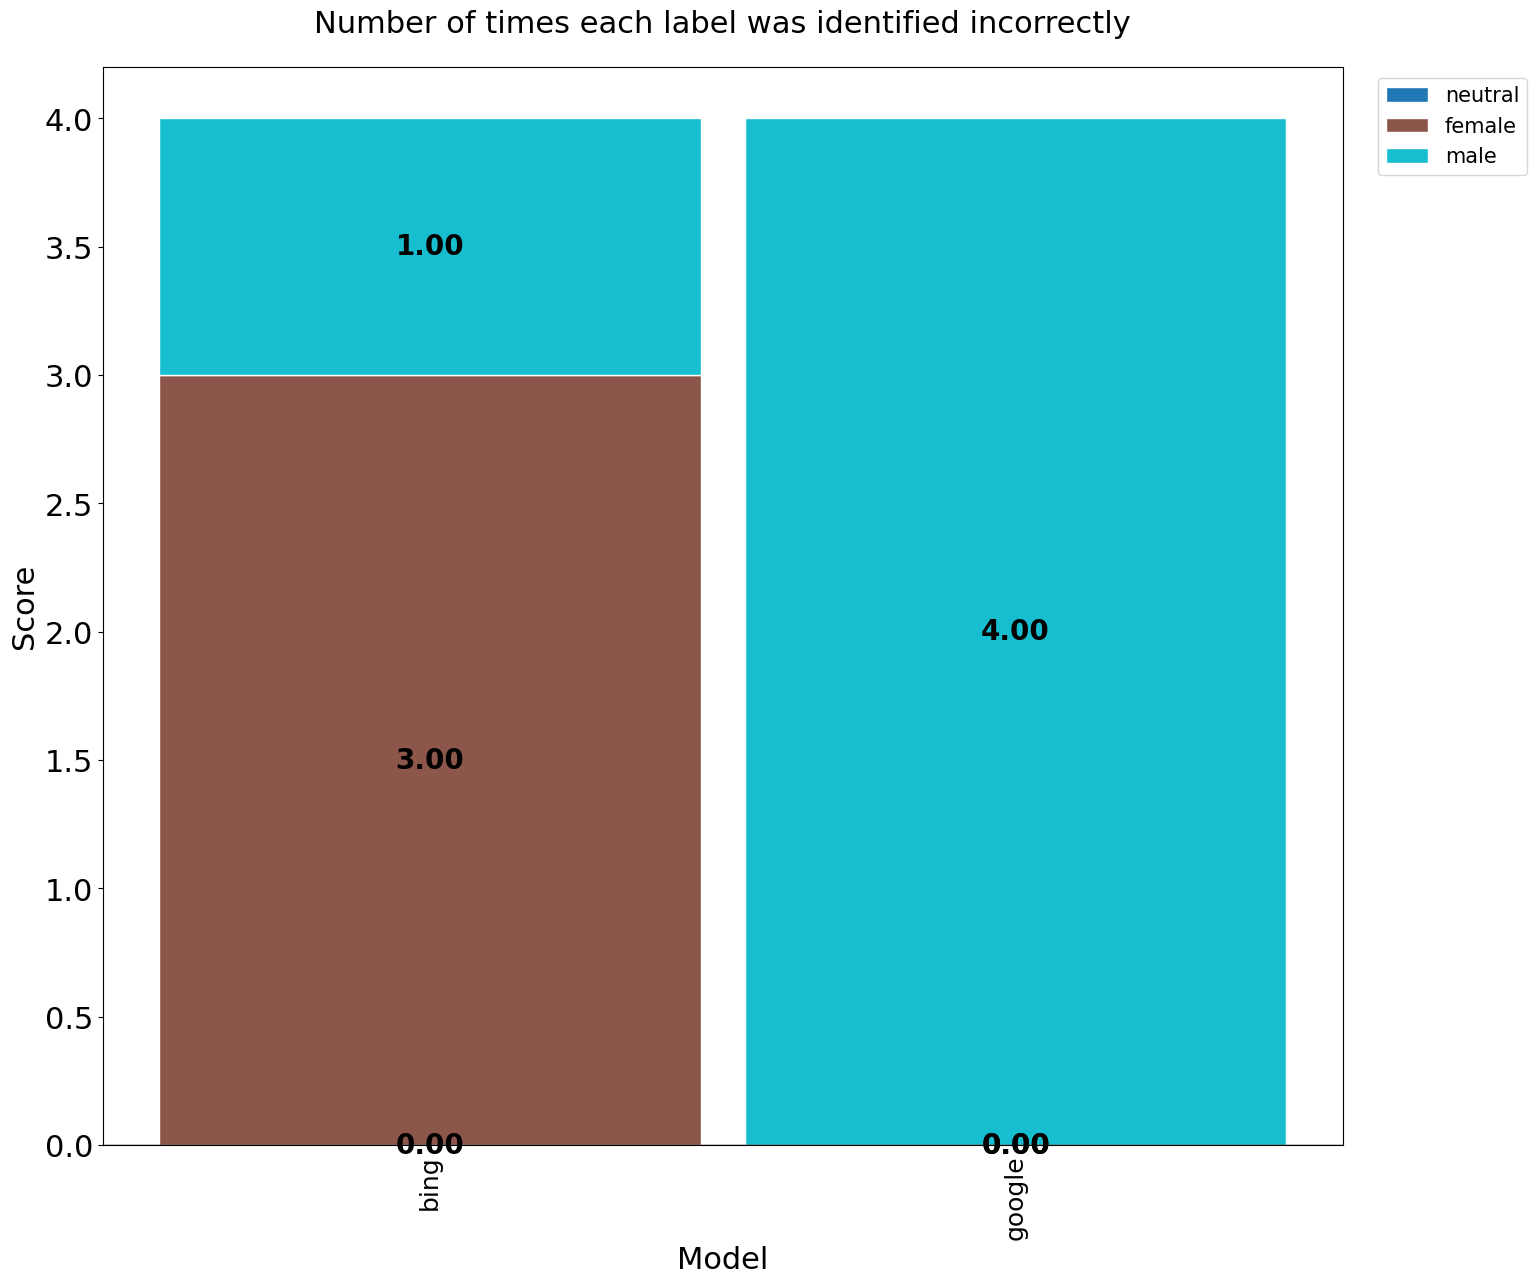 Number of times each label was identified incorrectly
neutral
female
male
4.0
3.5
3.0
2.5
2.0
1.5
1.0
0.5
0.0
Score
1.00
3.00
0.00
4.00
0.00
bing
google
Model